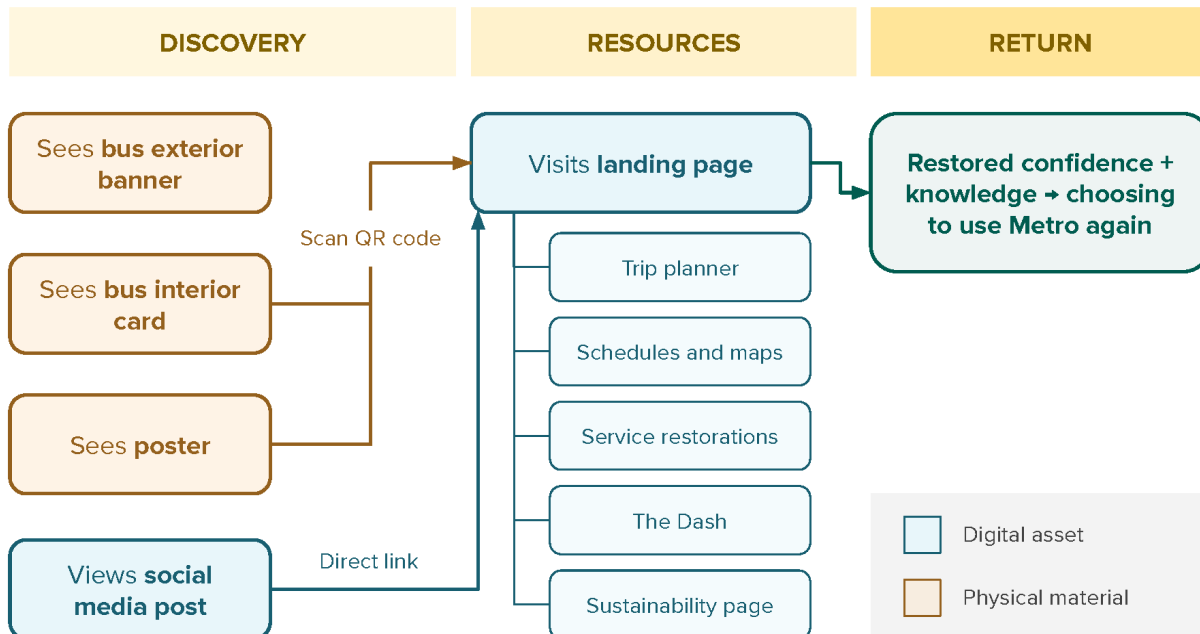 DISCOVERY
RESOURCES
RETURN
Sees bus exterior
banner
Sees bus interior
card
Sees poster
Views social
media post
Scan QR code
Direct link
Visits landing page
Trip planner
Schedules and maps
Service restorations
The Dash
Sustainability page
Restored confidence +
knowledge → choosing
to use Metro again
Digital asset
Physical material